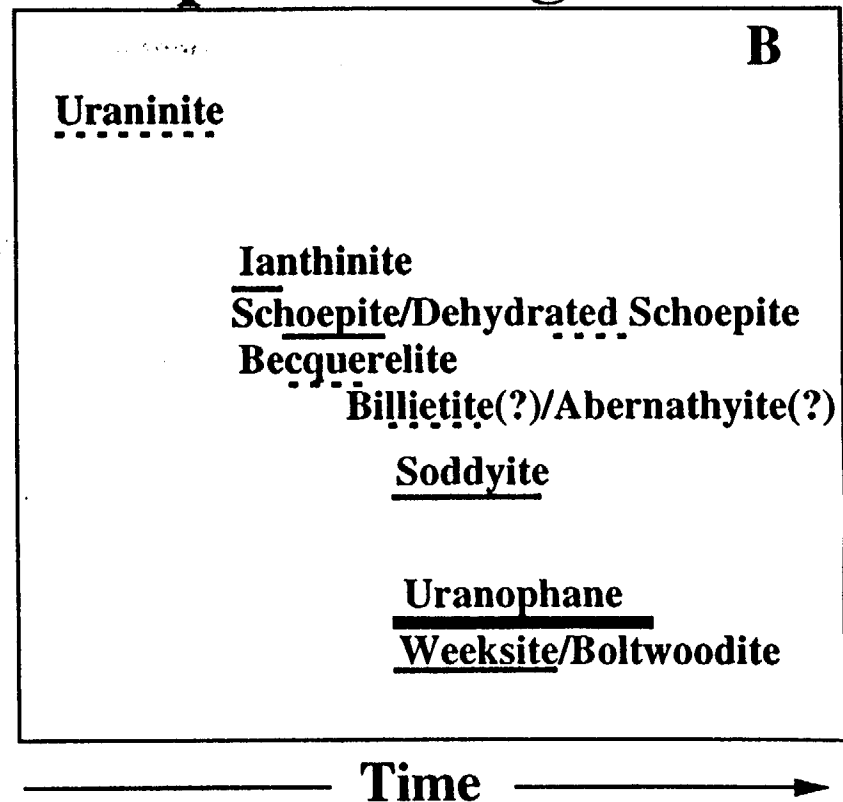 B
Uraninite
Ianthinite
Schoepite/Dehydrated Schoepite
Becquerelite
Billietite(?)/Abernathyite(?)
Soddyite
Uranophane
Weeksite/Boltwoodite
Time